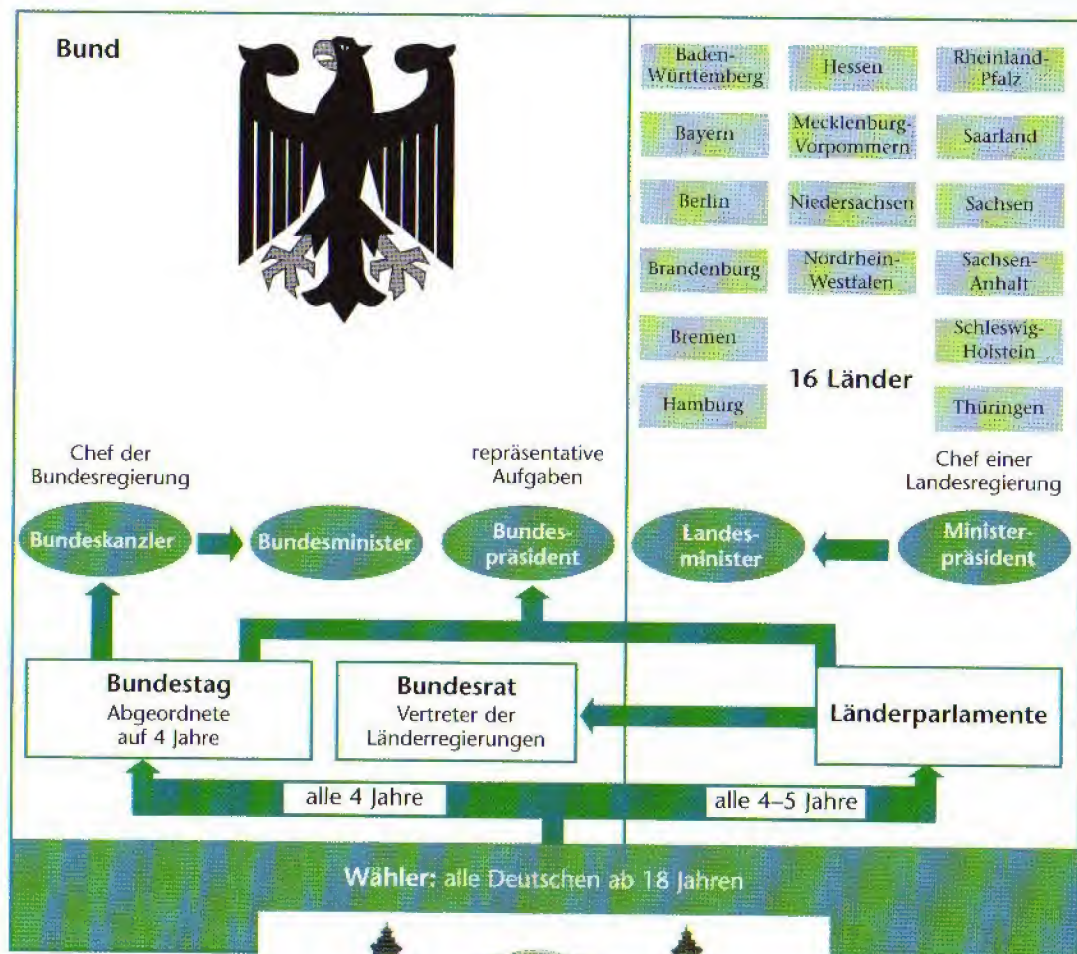 Bund
Baden-
Württemberg
Hessen
Rheinland-
Pfalz
Bayern
Mecklenburg-
Vorpommern
Saarland
Berlin
Niedersachsen
Sachsen
Brandenburg
Nordrhein-
Westfalen
Sachsen-
Anhalt
Bremen
Schleswig-
Holstein
16 Länder
Hamburg
Thüringen
Chef der
Bundesregierung
repräsentative
Aufgaben
Chef einer
Landesregierung
Bundeskanzler
Bundesminister
Bundes-
präsident
Landes-
minister
Minister-
präsident
Bundestag
Abgeordnete
auf 4 Jahre
Bundesrat
Vertreter der
Länderregierungen
Länderparlamente
alle 4 Jahre
alle 4–5 Jahre
Wähler: alle Deutschen ab 18 Jahren